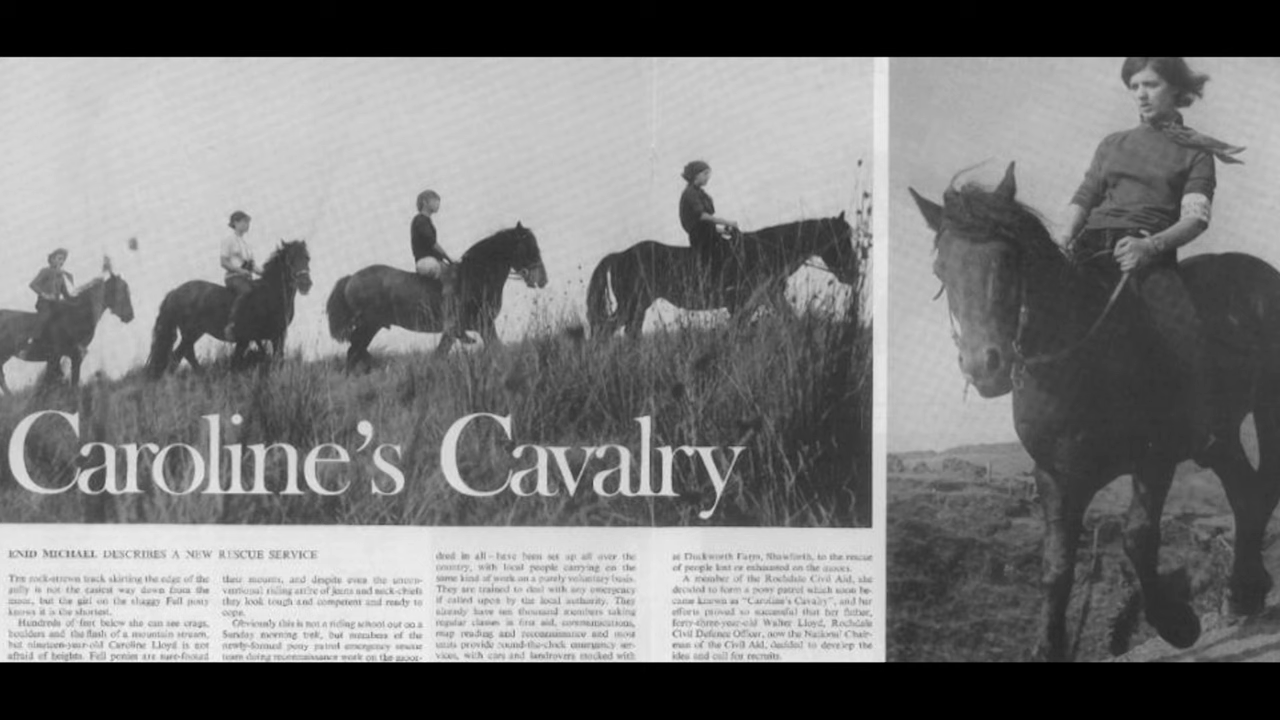 Caroline's Cavalry
ENID MICHAEL DESCRIBES A NEW RESCUE SERVICE
THE rock-strewn track skirting the edge of the
gully is not the easiest way down from the
moor, but the girl on the shaggy Fell pony
knows it is the shortest.
Hundreds of feet below she can see crags,
boulders and the flash of a mountain stream,
but nineteen-year-old Caroline Lloyd is not
afraid of heights. Fell ponies are sure-footed
their mounts, and despite even the uncon-
ventional riding attire of jeans and neck-chiefs
they look tough and competent and ready to
cope.
Obviously this is not a riding school out on a
Sunday morning trek, but members of the
newly-formed pony patrol emergency rescue
team doing reconnaissance work on the moor-
dred in all – have been set up all over the
country, with local people carrying on the
same kind of work on a purely voluntary basis.
They are trained to deal with any emergency
if called upon by the local authority. They
already have ten thousand members taking
regular classes in first aid, communications,
map reading and reconnaissance and most
units provide round-the-clock emergency ser-
vices, with cars and landrovers stocked with
at Duckworth Farm, Shawforth, to the rescue
of people lost or exhausted on the moors.
A member of the Rochdale Civil Aid, she
decided to form a pony patrol which soon be-
came known as "Caroline's Cavalry", and her
efforts proved so successful that her father,
forty-three-year-old Walter Lloyd, Rochdale
Civil Defence Officer, now the National Chair-
man of the Civil Aid, decided to develop the
idea and call for recruits.